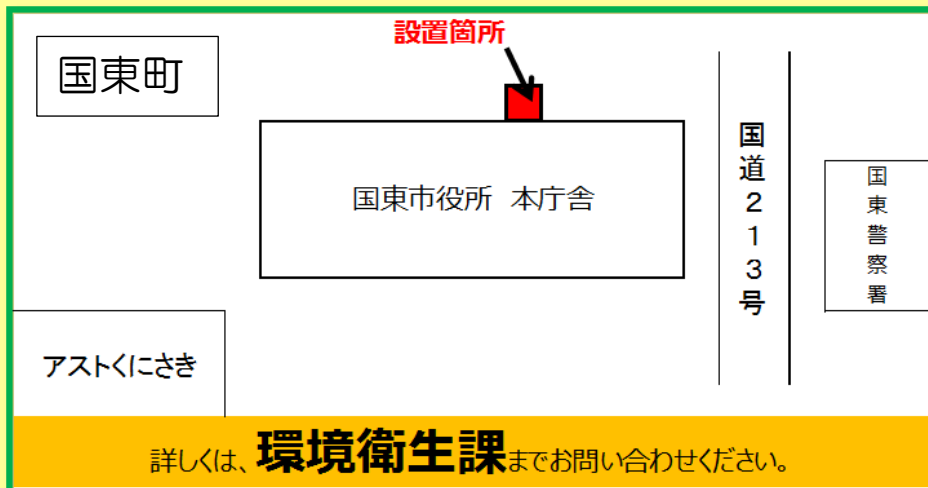 設置箇所
国東町
国東市役所 本庁舎
国道213号
国東警察署
アストくにさき
詳しくは、環境衛生課までお問い合わせください。